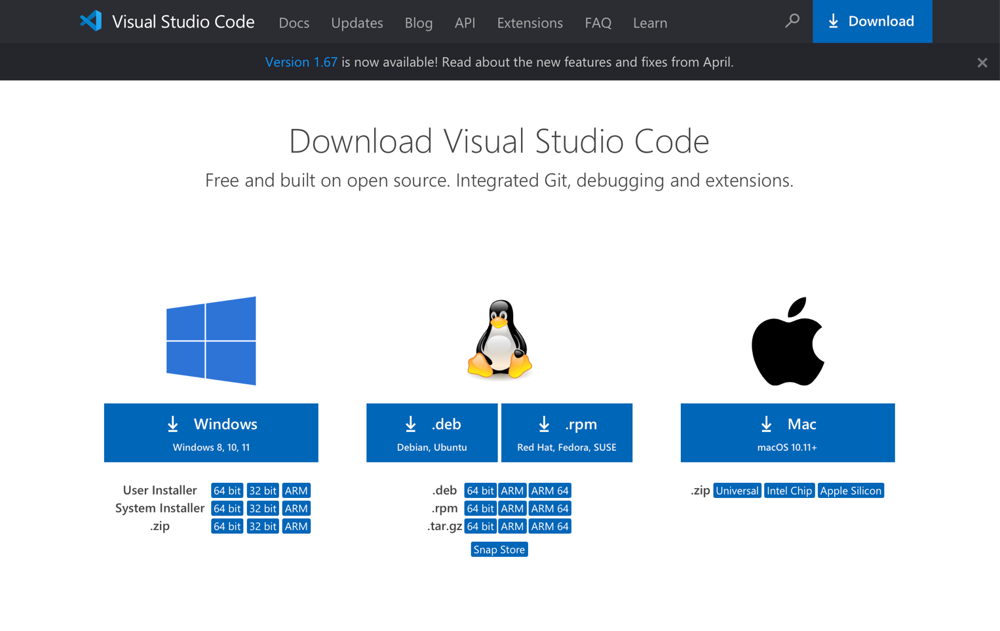 Visual Studio Code Docs Updates Blog API Extensions FAQ Learn Download
Version 1.67 is now available! Read about the new features and fixes from April.
Download Visual Studio Code
Free and built on open source. Integrated Git, debugging and extensions.
Windows
Windows 8, 10, 11
User Installer 64 bit 32 bit ARM
System Installer 64 bit 32 bit ARM
.zip 64 bit 32 bit ARM
.deb
Debian, Ubuntu
.rpm
Red Hat, Fedora, SUSE
.deb 64 bit ARM ARM 64
.rpm 64 bit ARM ARM 64
.tar.gz 64 bit ARM ARM 64
Snap Store
Mac
macOS 10.11+
.zip Universal Intel Chip Apple Silicon